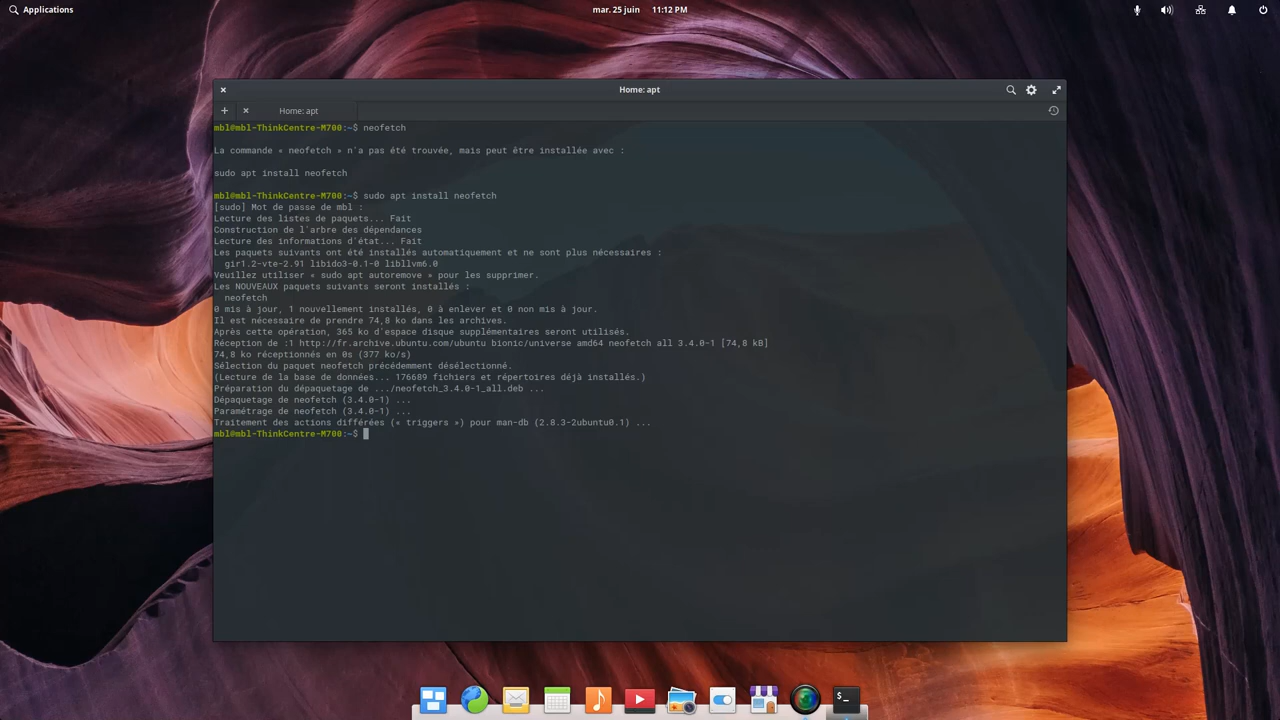 Applications
mar. 25 juin 11:12 PM
Home: apt
Home: apt
mbl@mbl-ThinkCentre-M700:~$ neofetch
La commande « neofetch » n'a pas été trouvée, mais peut être installée avec :
sudo apt install neofetch
mbl@mbl-ThinkCentre-M700:~$ sudo apt install neofetch
[sudo] Mot de passe de mbl :
Lecture des listes de paquets... Fait
Construction de l'arbre des dépendances
Lecture des informations d'état... Fait
Les paquets suivants ont été installés automatiquement et ne sont plus nécessaires :
gir1.2-vte-2.91 libido3-0.1-0 libllvm6.0
Veuillez utiliser « sudo apt autoremove » pour les supprimer.
Les NOUVEAUX paquets suivants seront installés :
neofetch
0 mis à jour, 1 nouvellement installés, 0 à enlever et 0 non mis à jour.
Il est nécessaire de prendre 74,8 ko dans les archives.
Après cette opération, 365 ko d'espace disque supplémentaires seront utilisés.
Réception de :1 http://fr.archive.ubuntu.com/ubuntu bionic/universe amd64 neofetch all 3.4.0-1 [74,8 kB]
74,8 ko réceptionnés en 0s (377 ko/s)
Sélection du paquet neofetch précédemment désélectionné.
(Lecture de la base de données... 176689 fichiers et répertoires déjà installés.)
Préparation du dépaquetage de .../neofetch_3.4.0-1_all.deb ...
Dépaquetage de neofetch (3.4.0-1) ...
Paramétrage de neofetch (3.4.0-1) ...
Traitement des actions différées (« triggers ») pour man-db (2.8.3-2ubuntu0.1) ...
mbl@mbl-ThinkCentre-M700:~$
$_